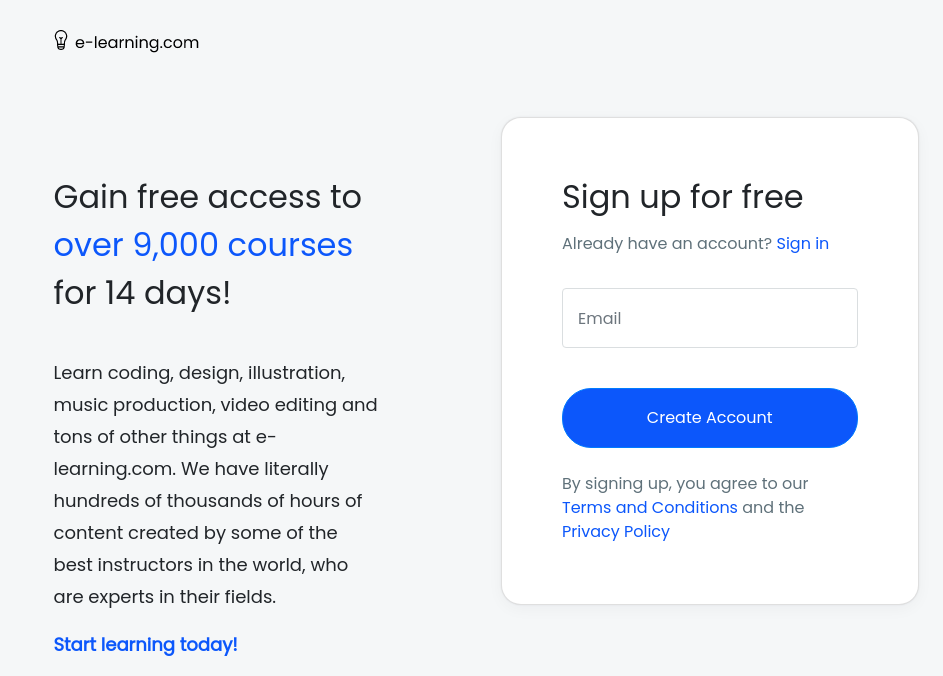 e-learning.com
Gain free access to
over 9,000 courses
for 14 days!
Learn coding, design, illustration,
music production, video editing and
tons of other things at e-
learning.com. We have literally
hundreds of thousands of hours of
content created by some of the
best instructors in the world, who
are experts in their fields.
Start learning today!
Sign up for free
Already have an account? Sign in
Email
Create Account
By signing up, you agree to our
Terms and Conditions and the
Privacy Policy